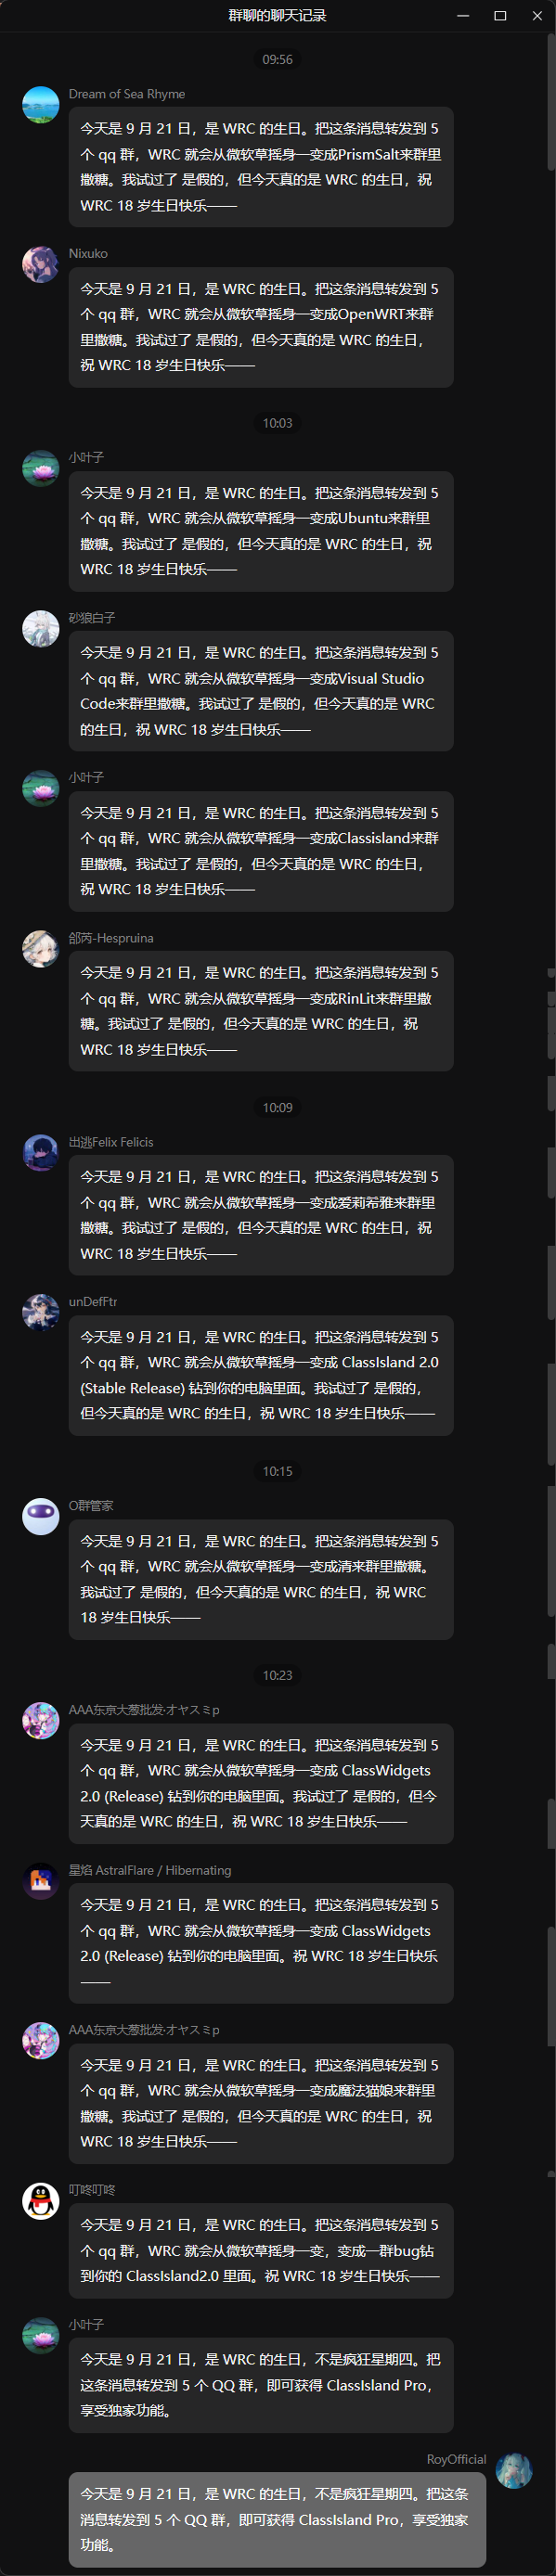 群聊的聊天记录
09:56
Dream of Sea Rhyme
今天是 9 月 21 日，是 WRC 的生日。把这条消息转发到 5
个 qq 群，WRC 就会从微软草摇身一变成PrismSalt来群里
撒糖。我试过了 是假的，但今天真的是 WRC 的生日，祝
WRC 18 岁生日快乐——
Nixuko
今天是 9 月 21 日，是 WRC 的生日。把这条消息转发到 5
个 qq 群，WRC 就会从微软草摇身一变成OpenWRT来群
里撒糖。我试过了 是假的，但今天真的是 WRC 的生日，
祝 WRC 18 岁生日快乐——
10:03
小叶子
今天是 9 月 21 日，是 WRC 的生日。把这条消息转发到 5
个 qq 群，WRC 就会从微软草摇身一变成Ubuntu来群里
撒糖。我试过了 是假的，但今天真的是 WRC 的生日，祝
WRC 18 岁生日快乐——
砂狼白子
今天是 9 月 21 日，是 WRC 的生日。把这条消息转发到 5
个 qq 群，WRC 就会从微软草摇身一变成Visual Studio
Code来群里撒糖。我试过了 是假的，但今天真的是 WRC
的生日，祝 WRC 18 岁生日快乐——
小叶子
今天是 9 月 21 日，是 WRC 的生日。把这条消息转发到 5
个 qq 群，WRC 就会从微软草摇身一变成Classisland来群
里撒糖。我试过了 是假的，但今天真的是 WRC 的生日，
祝 WRC 18 岁生日快乐——
郃芮-Hespruina
今天是 9 月 21 日，是 WRC 的生日。把这条消息转发到 5
个 qq 群，WRC 就会从微软草摇身一变成RinLit来群里撒
糖。我试过了 是假的，但今天真的是 WRC 的生日，祝
WRC 18 岁生日快乐——
10:09
出逃Felix Felicis
今天是 9 月 21 日，是 WRC 的生日。把这条消息转发到 5
个 qq 群，WRC 就会从微软草摇身一变成爱莉希雅来群里
撒糖。我试过了 是假的，但今天真的是 WRC 的生日，祝
WRC 18 岁生日快乐——
unDefFtr
今天是 9 月 21 日，是 WRC 的生日。把这条消息转发到 5
个 qq 群，WRC 就会从微软草摇身一变成 ClassIsland 2.0
(Stable Release) 钻到你的电脑里面。我试过了 是假的，
但今天真的是 WRC 的生日，祝 WRC 18 岁生日快乐——
10:15
Q群管家
今天是 9 月 21 日，是 WRC 的生日。把这条消息转发到 5
个 qq 群，WRC 就会从微软草摇身一变成清来群里撒糖。
我试过了 是假的，但今天真的是 WRC 的生日，祝 WRC
18 岁生日快乐——
10:23
AAA东京大葱批发·オヤスミp
今天是 9 月 21 日，是 WRC 的生日。把这条消息转发到 5
个 qq 群，WRC 就会从微软草摇身一变成 ClassWidgets
2.0 (Release) 钻到你的电脑里面。我试过了 是假的，但今
天真的是 WRC 的生日，祝 WRC 18 岁生日快乐——
星焰 AstralFlare / Hibernating
今天是 9 月 21 日，是 WRC 的生日。把这条消息转发到 5
个 qq 群，WRC 就会从微软草摇身一变成 ClassWidgets
2.0 (Release) 钻到你的电脑里面。祝 WRC 18 岁生日快乐
——
AAA东京大葱批发·オヤスミp
今天是 9 月 21 日，是 WRC 的生日。把这条消息转发到 5
个 qq 群，WRC 就会从微软草摇身一变成魔法猫娘来群里
撒糖。我试过了 是假的，但今天真的是 WRC 的生日，祝
WRC 18 岁生日快乐——
叮咚叮咚
今天是 9 月 21 日，是 WRC 的生日。把这条消息转发到 5
个 qq 群，WRC 就会从微软草摇身一变，变成一群bug钻
到你的 ClassIsland2.0 里面。祝 WRC 18 岁生日快乐——
小叶子
今天是 9 月 21 日，是 WRC 的生日，不是疯狂星期四。把
这条消息转发到 5 个 QQ 群，即可获得 ClassIsland Pro，
享受独家功能。
RoyOfficial
今天是 9 月 21 日，是 WRC 的生日，不是疯狂星期四。把这条
消息转发到 5 个 QQ 群，即可获得 ClassIsland Pro，享受独家
功能。